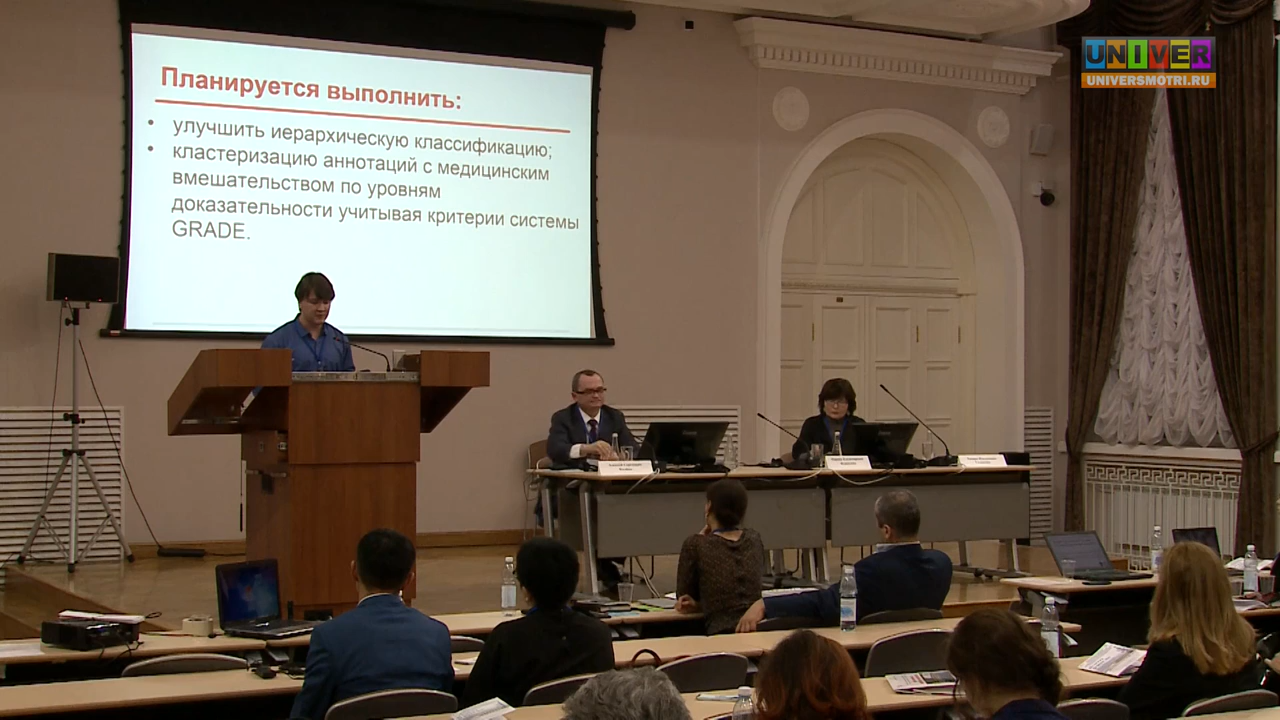 UNIVER
UNIVERSMOTRI.RU
Планируется выполнить:
• улучшить иерархическую классификацию;
• кластеризацию аннотаций с медицинским
вмешательством по уровням
доказательности учитывая критерии системы
GRADE.